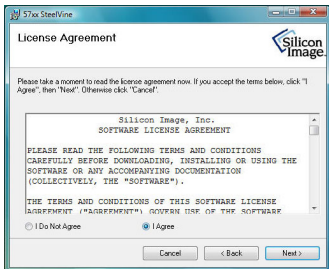 57xx SteelVine
License Agreement
Silicon
Image
Please take a moment to read the license agreement now. If you accept the terms below, click "I
Agree", then "Next". Otherwise click "Cancel".
Silicon Image, Inc.
SOFTWARE LICENSE AGREEMENT
PLEASE READ THE FOLLOWING TERMS AND CONDITIONS
CAREFULLY BEFORE DOWNLOADING, INSTALLING OR USING THE
SOFTWARE OR ANY ACCOMPANYING DOCUMENTATION
(COLLECTIVELY, THE "SOFTWARE").
THE TERMS AND CONDITIONS OF THIS SOFTWARE LICENSE
AGREEMENT ("AGREEMENT") GOVERN USE OF THE SOFTWARE
I Do Not Agree
I Agree
Cancel
< Back
Next >